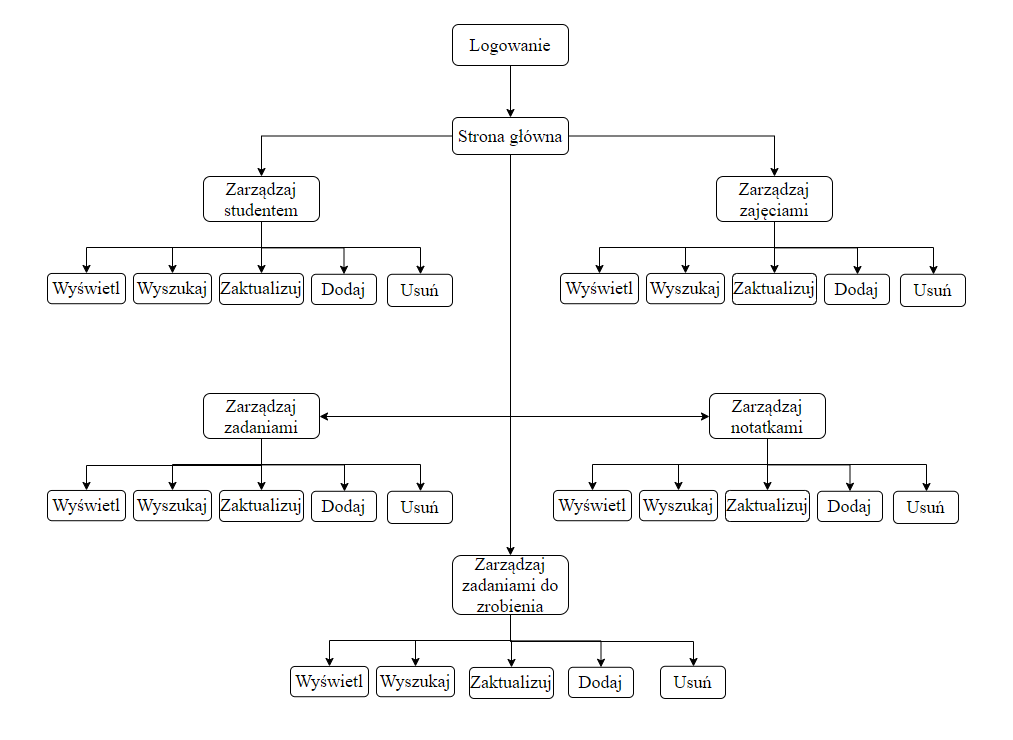 Logowanie
Strona główna
Zarządzaj
studentem
Zarządzaj
zajęciami
Wyświetl
Wyszukaj
Zaktualizuj
Dodaj
Usuń
Wyświetl
Wyszukaj
Zaktualizuj
Dodaj
Usuń
Zarządzaj
zadaniami
Zarządzaj
notatkami
Wyświetl
Wyszukaj
Zaktualizuj
Dodaj
Usuń
Wyświetl
Wyszukaj
Zaktualizuj
Dodaj
Usuń
Zarządzaj
zadaniami do
zrobienia
Wyświetl
Wyszukaj
Zaktualizuj
Dodaj
Usuń